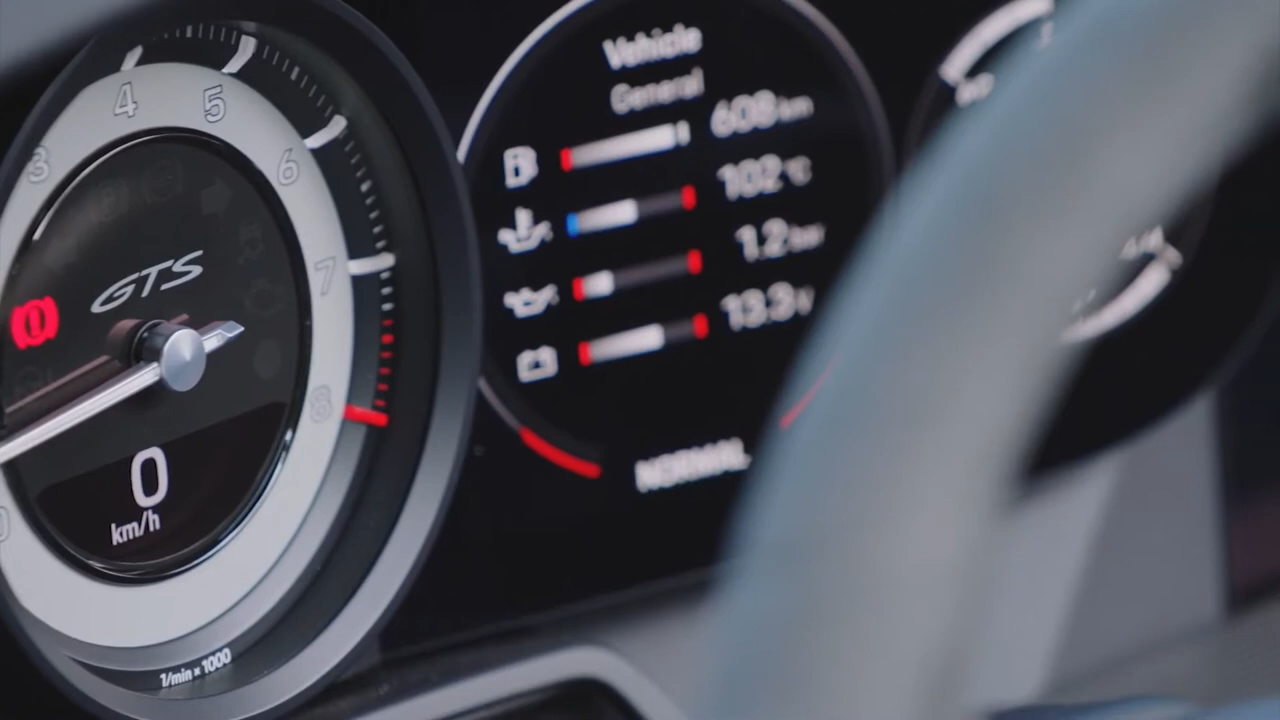 3
4
5
6
7
8
GTS
0
km/h
1/min x 1000
Vehicle
General
608 km
102 °C
1.2 bar
13.3 V
NORMAL